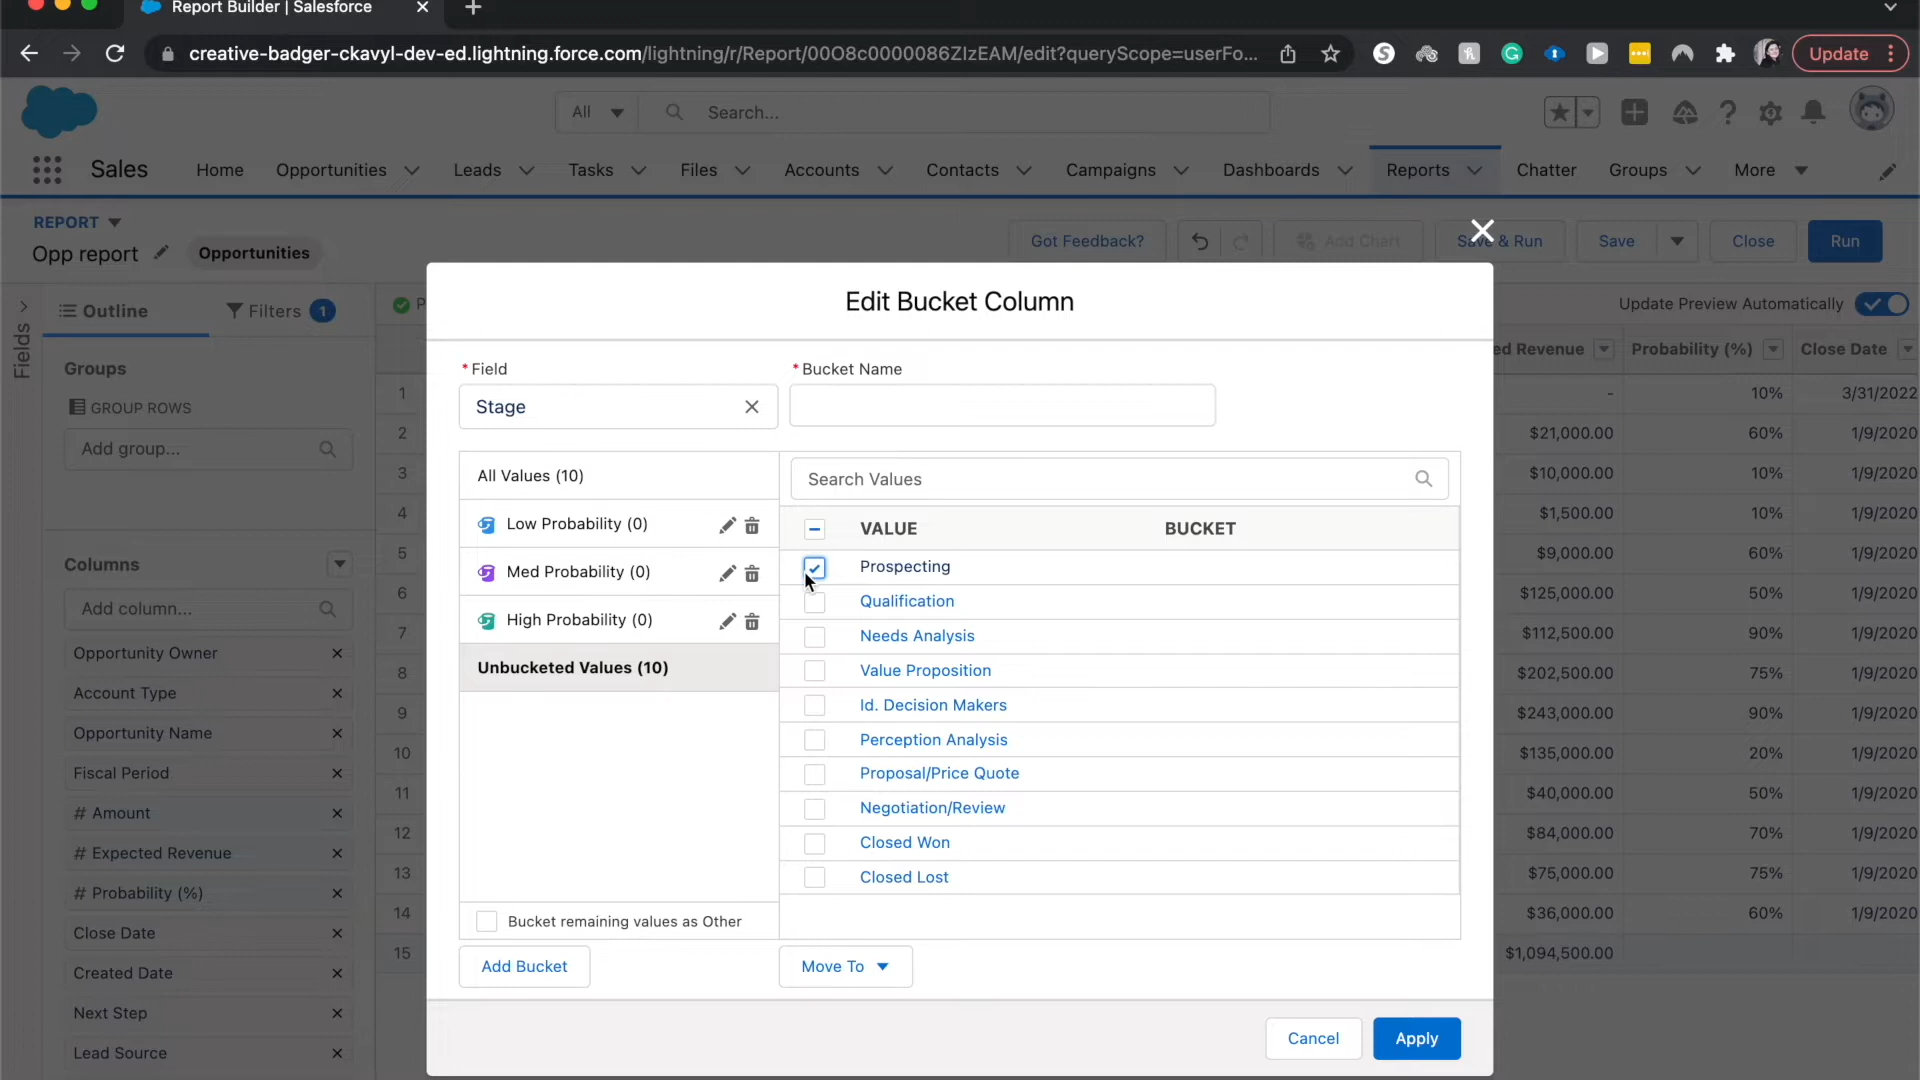 Report Builder | Salesforce
creative-badger-ckavyl-dev-ed.lightning.force.com/lightning/r/Report/00O8c0000086ZIzEAM/edit?queryScope=userFo...
Update
All
Search...
Sales
Home
Opportunities
Leads
Tasks
Files
Accounts
Contacts
Campaigns
Dashboards
Reports
Chatter
Groups
More
REPORT
Opp report
Opportunities
Got Feedback?
Add Chart
Save & Run
Save
Close
Run
Fields
Outline
Filters 1
Update Preview Automatically
Groups
GROUP ROWS
Add group...
Columns
Add column...
Opportunity Owner
Account Type
Opportunity Name
Fiscal Period
# Amount
# Expected Revenue
# Probability (%)
Close Date
Created Date
Next Step
Lead Source
Edit Bucket Column
*Field
*Bucket Name
Stage
All Values (10)
Low Probability (0)
Med Probability (0)
High Probability (0)
Unbucketed Values (10)
Bucket remaining values as Other
Add Bucket
Search Values
VALUE BUCKET
Prospecting
Qualification
Needs Analysis
Value Proposition
Id. Decision Makers
Perception Analysis
Proposal/Price Quote
Negotiation/Review
Closed Won
Closed Lost
Move To
Cancel
Apply
ed Revenue Probability (%) Close Date
1 - 10% 3/31/2022
2 $21,000.00 60% 1/9/2020
3 $10,000.00 10% 1/9/2020
4 $1,500.00 10% 1/9/2020
5 $9,000.00 60% 1/9/2020
6 $125,000.00 50% 1/9/2020
7 $112,500.00 90% 1/9/2020
8 $202,500.00 75% 1/9/2020
9 $243,000.00 90% 1/9/2020
10 $135,000.00 20% 1/9/2020
11 $40,000.00 50% 1/9/2020
12 $84,000.00 70% 1/9/2020
13 $75,000.00 75% 1/9/2020
14 $36,000.00 60% 1/9/2020
15 $1,094,500.00